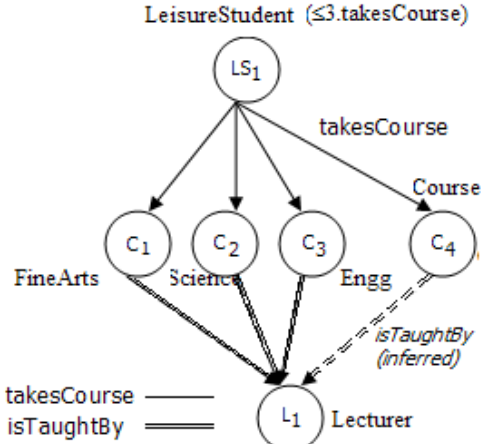 LeisureStudent (≤3.takesCourse)
LS1
takesCourse
Course
C1 C2 C3 C4
FineArts Science Engg
isTaughtBy
(inferred)
takesCourse
isTaughtBy
L1 Lecturer